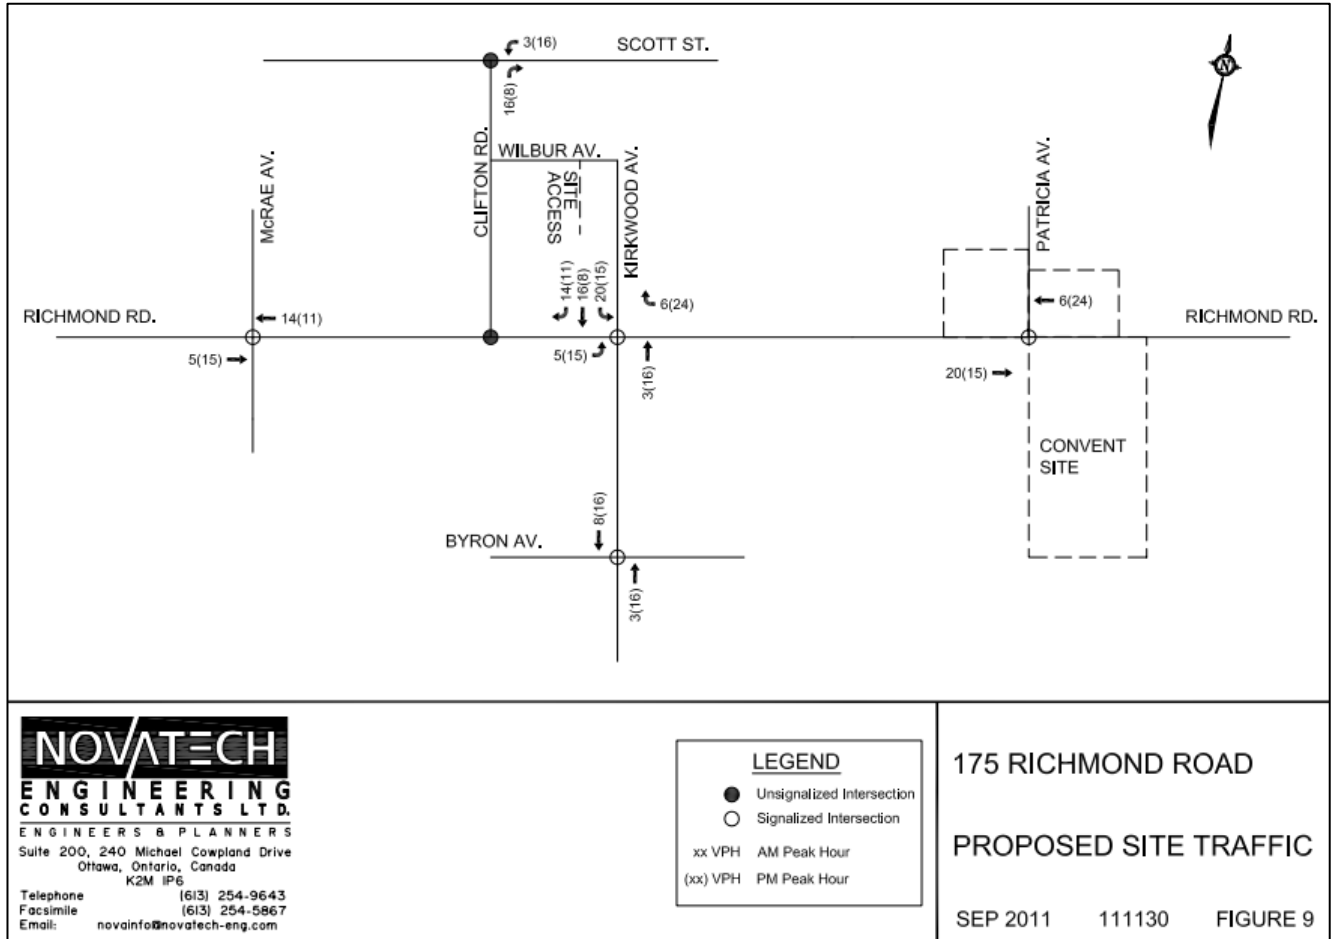 3(16)
SCOTT ST.
N
16(8)
CLIFTON RD.
WILBUR AV.
SITE
ACCESS
KIRKWOOD AV.
McRAE AV.
PATRICIA AV.
14(11)
16(8)
20(15)
6(24)
6(24)
RICHMOND RD.
14(11)
RICHMOND RD.
5(15)
5(15)
3(16)
20(15)
CONVENT
SITE
8(16)
BYRON AV.
3(16)
NOVATECH
ENGINEERING
CONSULTANTS LTD.
ENGINEERS & PLANNERS
Suite 200, 240 Michael Cowpland Drive
Ottawa, Ontario, Canada
K2M 1P6
Telephone (613) 254-9643
Facsimile (613) 254-5867
Email: novainfo@novatech-eng.com
LEGEND
Unsignalized Intersection
Signalized Intersection
xx VPH AM Peak Hour
(xx) VPH PM Peak Hour
175 RICHMOND ROAD
PROPOSED SITE TRAFFIC
SEP 2011 111130 FIGURE 9